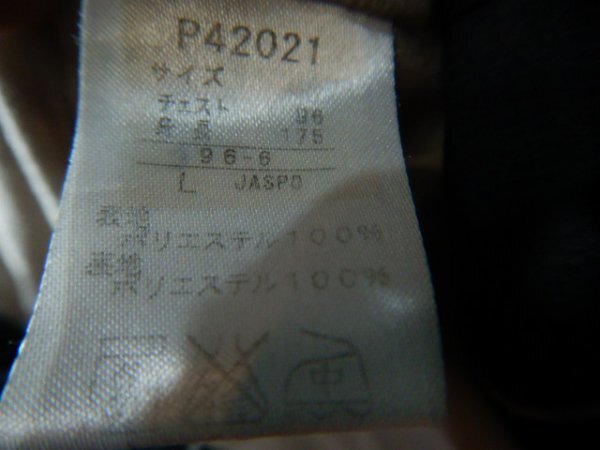 P42021
サイズ
チェスト 96
身長 175
96-6
L JASPO
表地
ポリエステル100%
裏地
ポリエステル100%
中